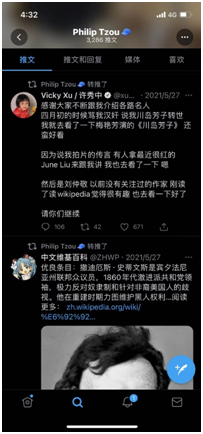 4:32
4G
Philip Tzou
3,286 推文
推文
推文和回复
媒体
喜欢
Philip Tzou 转推了
Vicky Xu / 许秀中 @xu... · 2021/5/27
感谢大家不断跟我介绍各路名人
四月初的时候骂我汉奸 说我川岛芳子转世
我就去看了一下梅艳芳演的《川岛芳子》 还
蛮好看
因为说我拍片的传言 有人拿最近很红的
June Liu来跟我比 我也去看了一下 嗯
然后是刘仲敬 以前没有关注过的作家 刚读
了读wikipedia觉得很有趣 也去看一下好了
请你们继续
106
42
671
Philip Tzou 转推了
中文维基百科 @ZHWP · 2021/5/27
优良条目：撒迪厄斯·史蒂文斯是宾夕法尼
亚州联邦众议员、1860年代激进派共和党领
袖，极力反对奴隶制和针对非裔美国人的歧
视。他在重建时期力图维护黑人权利...阅读
更多： zh.wikipedia.org/wiki/
%E6%92%92...
1